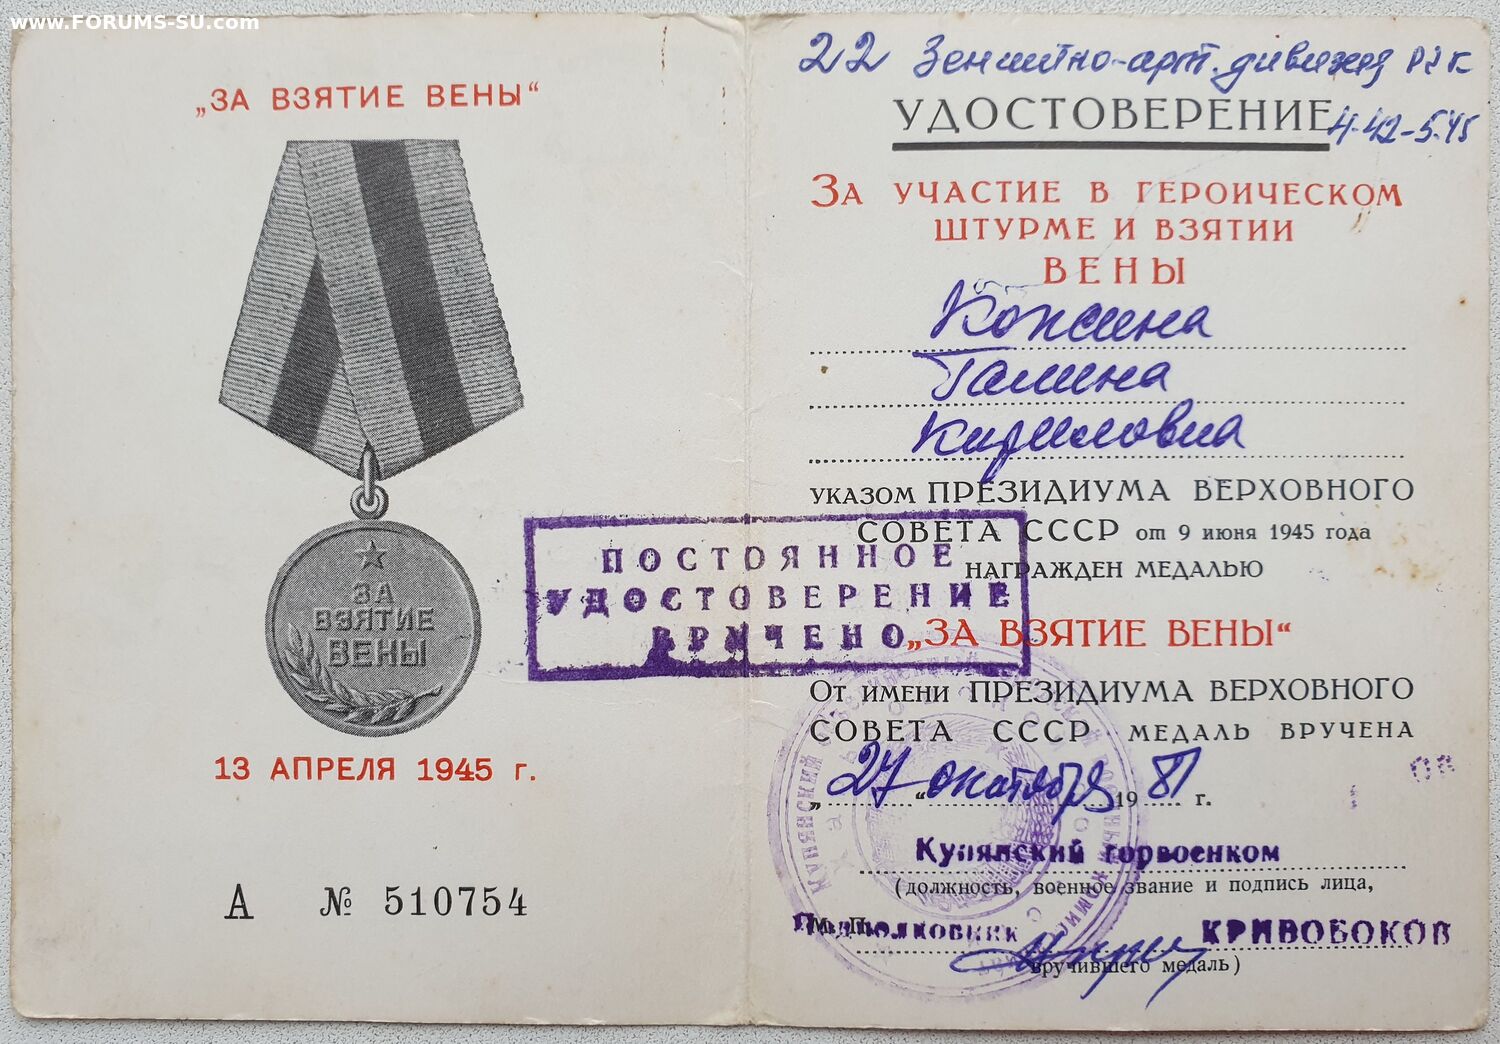 www.FORUMS-SU.com
„ЗА ВЗЯТИЕ ВЕНЫ“
ЗА
ВЗЯТИЕ
ВЕНЫ
13 АПРЕЛЯ 1945 г.
А № 510754
22 Зенитно-арт. дивизия РГК
УДОСТОВЕРЕНИЕ
4-42-5.45
ЗА УЧАСТИЕ В ГЕРОИЧЕСКОМ
ШТУРМЕ И ВЗЯТИИ
ВЕНЫ
Галина
Кириловна
УКАЗОМ ПРЕЗИДИУМА ВЕРХОВНОГО
СОВЕТА СССР от 9 июня 1945 года
НАГРАЖДЕН МЕДАЛЬЮ
„ЗА ВЗЯТИЕ ВЕНЫ“
ПОСТОЯННОЕ
УДОСТОВЕРЕНИЕ
ВРУЧЕНО
ОТ ИМЕНИ ПРЕЗИДИУМА ВЕРХОВНОГО
СОВЕТА СССР МЕДАЛЬ ВРУЧЕНА
„27“ октября 1981 г.
Купянский горвоенком
(должность, военное звание и подпись лица,
М. П.
Подполковник КРИВОБОКОВ
вручившего медаль)